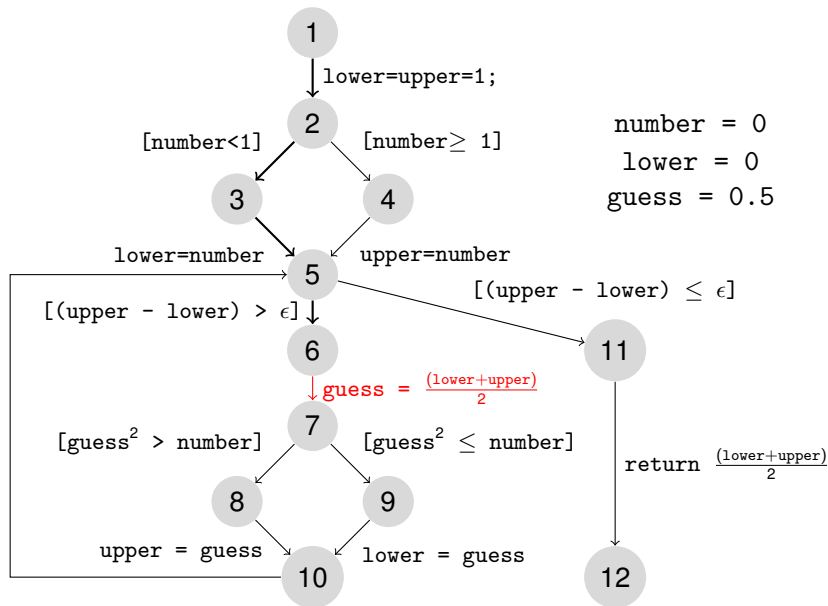 1
lower=upper=1;
2
[number<1]
[number≥ 1]
number = 0
lower = 0
guess = 0.5
3
4
lower=number
upper=number
5
[(upper - lower) > ϵ]
[(upper - lower) ≤ ϵ]
6
11
guess = (lower+upper)/2
7
[guess² > number]
[guess² ≤ number]
return (lower+upper)/2
8
9
upper = guess
lower = guess
10
12